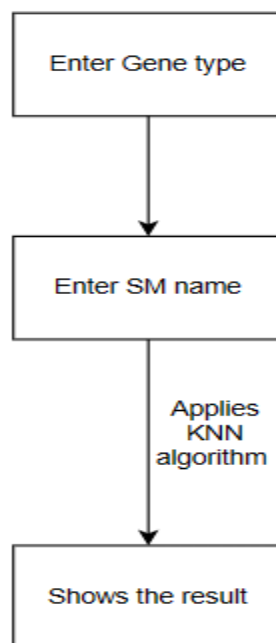 Enter Gene type
Enter SM name
Applies
KNN
algorithm
Shows the result